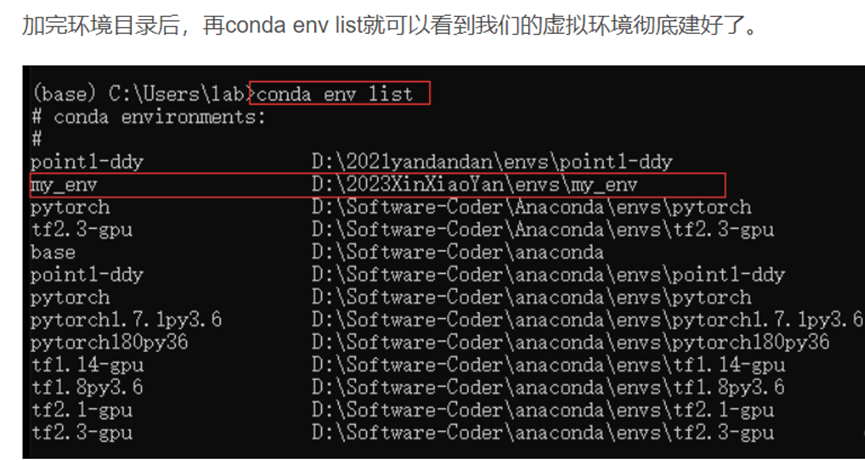 加完环境目录后，再conda env list就可以看到我们的虚拟环境彻底建好了。
(base) C:\Users\lab>conda env list
# conda environments:
#
point1-ddy D:\2021yandandan\envs\point1-ddy
my_env D:\2023XinXiaoYan\envs\my_env
pytorch D:\Software-Coder\Anaconda\envs\pytorch
tf2.3-gpu D:\Software-Coder\Anaconda\envs\tf2.3-gpu
base D:\Software-Coder\anaconda
point1-ddy D:\Software-Coder\anaconda\envs\point1-ddy
pytorch D:\Software-Coder\anaconda\envs\pytorch
pytorch1.7.1py3.6 D:\Software-Coder\anaconda\envs\pytorch1.7.1py3.6
pytorch180py36 D:\Software-Coder\anaconda\envs\pytorch180py36
tf1.14-gpu D:\Software-Coder\anaconda\envs\tf1.14-gpu
tf1.8py3.6 D:\Software-Coder\anaconda\envs\tf1.8py3.6
tf2.1-gpu D:\Software-Coder\anaconda\envs\tf2.1-gpu
tf2.3-gpu D:\Software-Coder\anaconda\envs\tf2.3-gpu